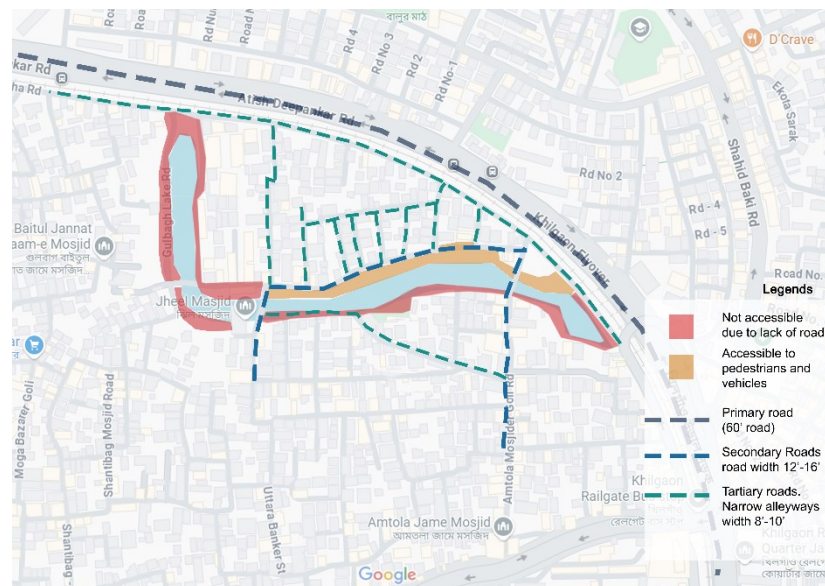 বালুর মাঠ
Rd 4
Rd No 3
Rd 2
Rd No-1
D'Crave
Ekota Sarak
Atish Deepankar Rd
Shahid Baki Rd
Rd No 2
Rd - 4
Rd - 5
Gulbagh Lake Rd
Khilgaon Flyover
Baitul Jannat
গুলবাগ বাইতুল
Jheel Masjid
ঝিল মসজিদ
Road No.
Legends
Not accessible
due to lack of road
Accessible to
pedestrians and
vehicles
Primary road
(60' road)
Secondary Roads
road width 12'-16'
Tartiary roads.
Narrow alleyways
width 8'-10'
Moga Bazarer Goli
Shantibag Mosjid Road
Shantibag
Uttara Banker St
Amtola Mosjider Goli Rd
Amtola Jame Mosjid
আমতলা জামে মসজিদ
Khilgaon
Google